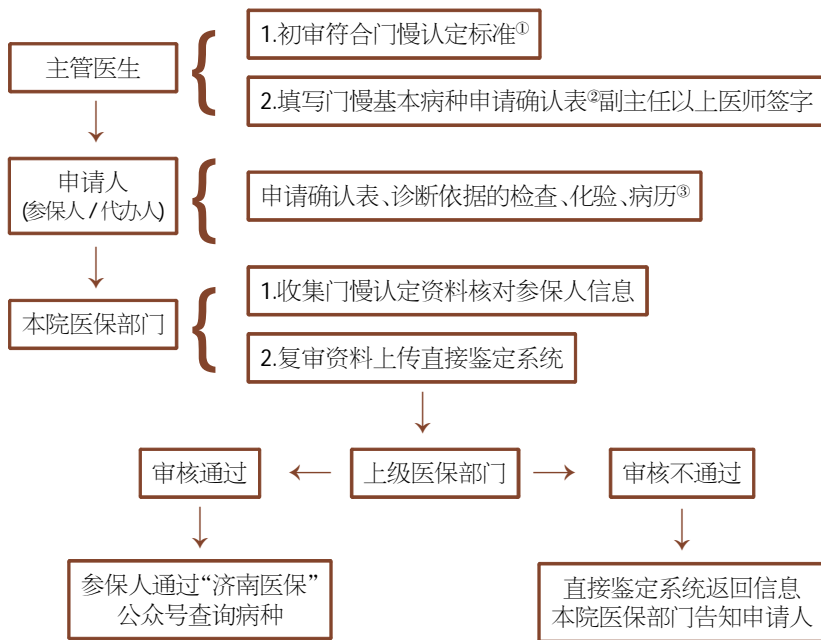 1.初审符合门慢认定标准①
主管医生
2.填写门慢基本病种申请确认表②副主任以上医师签字
申请人
(参保人/代办人)
申请确认表、诊断依据的检查、化验、病历③
1.收集门慢认定资料核对参保人信息
本院医保部门
2.复审资料上传直接鉴定系统
审核通过
上级医保部门
审核不通过
参保人通过“济南医保”
公众号查询病种
直接鉴定系统返回信息
本院医保部门告知申请人